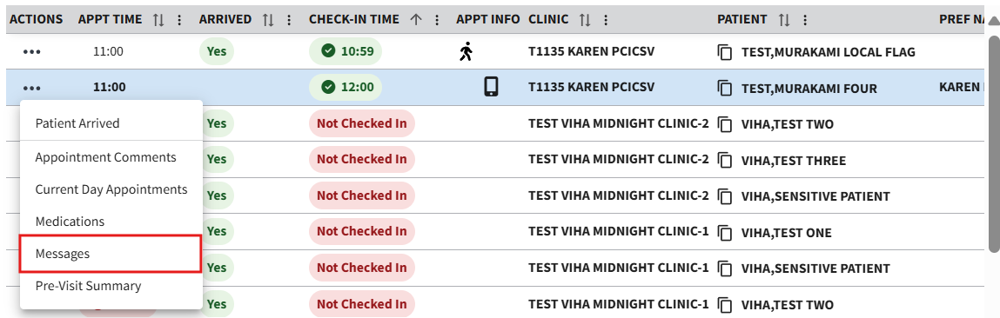 ACTIONS APPT TIME ARRIVED CHECK-IN TIME APPT INFO CLINIC PATIENT PREF
11:00 Yes 10:59 T1135 KAREN PCICSV TEST,MURAKAMI LOCAL FLAG
11:00 12:00 T1135 KAREN PCICSV TEST,MURAKAMI FOUR KAREN
Patient Arrived Yes Not Checked In TEST VIHA MIDNIGHT CLINIC-2 VIHA,TEST TWO
Appointment Comments Yes Not Checked In TEST VIHA MIDNIGHT CLINIC-2 VIHA,TEST THREE
Current Day Appointments Yes Not Checked In TEST VIHA MIDNIGHT CLINIC-2 VIHA,SENSITIVE PATIENT
Medications Yes Not Checked In TEST VIHA MIDNIGHT CLINIC-1 VIHA,TEST ONE
Messages Yes Not Checked In TEST VIHA MIDNIGHT CLINIC-1 VIHA,SENSITIVE PATIENT
Pre-Visit Summary Yes Not Checked In TEST VIHA MIDNIGHT CLINIC-1 VIHA,TEST TWO